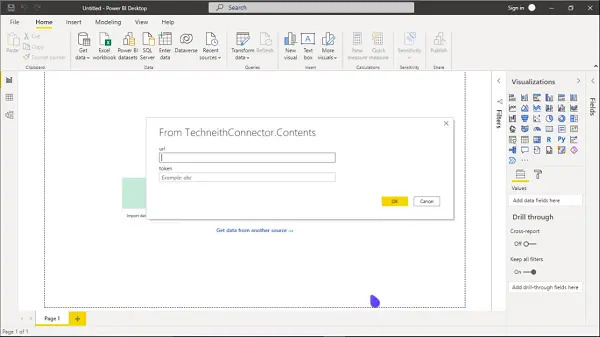 Untitled - Power BI Desktop
Search
Sign in
File Home Insert Modeling View Help
Paste
Cut
Copy
Format painter
Clipboard
Get data
Excel workbook
Power BI datasets
SQL Server
Enter data
Dataverse
Recent sources
Data
Transform data
Refresh
Queries
New visual
Text box
More visuals
Insert
New measure
Quick measure
Calculations
Sensitivity
Sensitivity
Publish
Share
From TechneithConnector.Contents
url
token
Example: abc
OK
Cancel
Import dat
Get data from another source →
Filters
Visualizations
Fields
Values
Add data fields here
Drill through
Cross-report
Off
Keep all filters
On
Add drill-through fields here
Page 1
Page 1 of 1